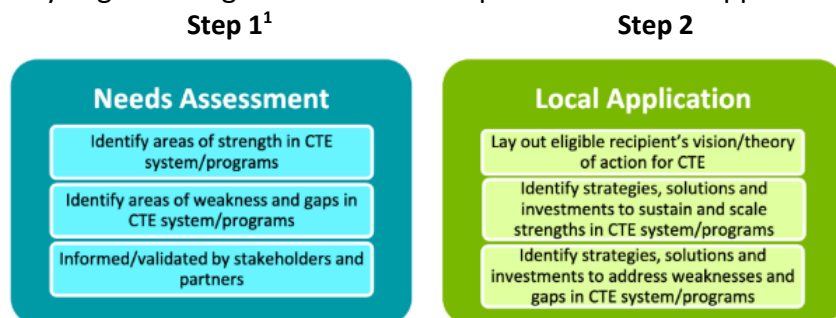 Step 1¹
Step 2
Needs Assessment
Identify areas of strength in CTE
system/programs
Identify areas of weakness and gaps in
CTE system/programs
Informed/validated by stakeholders and
partners
Local Application
Lay out eligible recipient's vision/theory
of action for CTE
Identify strategies, solutions and
investments to sustain and scale
strengths in CTE system/programs
Identify strategies, solutions and
investments to address weaknesses and
gaps in CTE system/programs